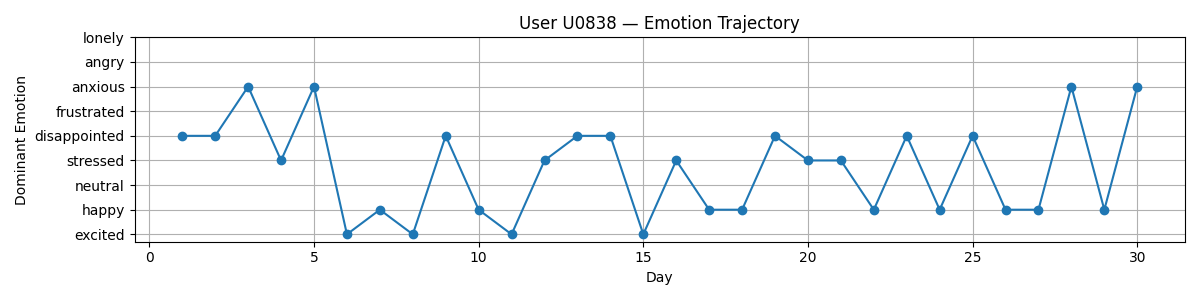 User U0838 — Emotion Trajectory
lonely
angry
anxious
frustrated
disappointed
stressed
neutral
happy
excited
Dominant Emotion
0 5 10 15 20 25 30
Day